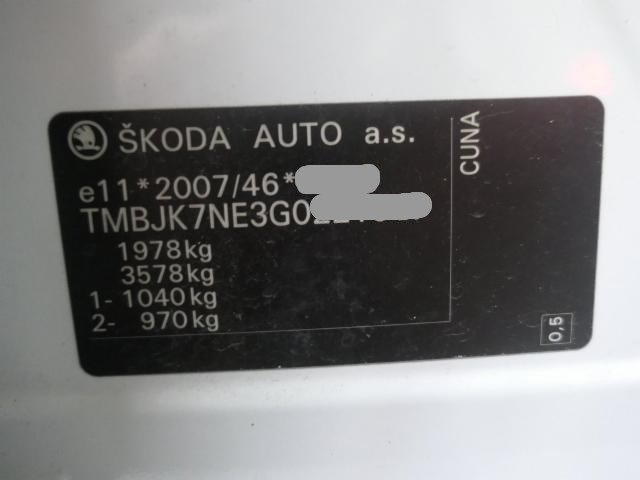 ŠKODA AUTO a.s.
e11*2007/46*
TMBJK7NE3G0
1978kg
3578kg
1- 1040kg
2- 970kg
CUNA
0,5